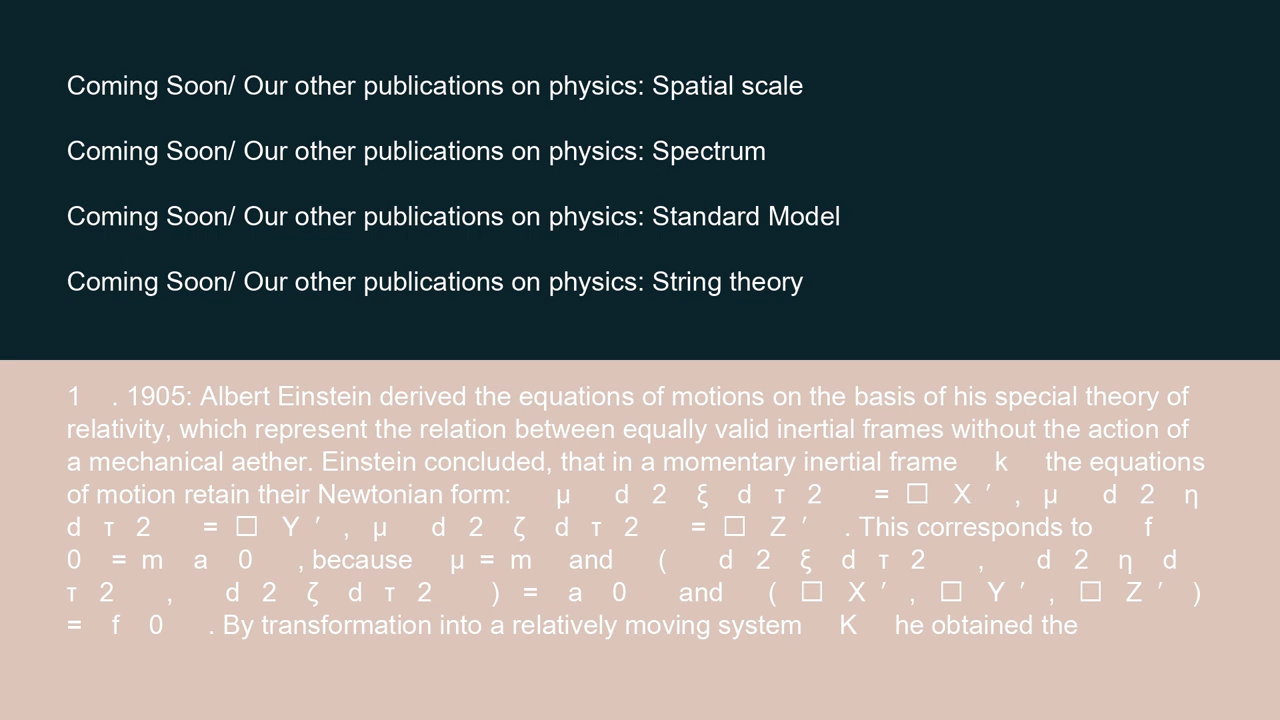 Coming Soon/ Our other publications on physics: Spatial scale
Coming Soon/ Our other publications on physics: Spectrum
Coming Soon/ Our other publications on physics: Standard Model
Coming Soon/ Our other publications on physics: String theory
1 . 1905: Albert Einstein derived the equations of motions on the basis of his special theory of
relativity, which represent the relation between equally valid inertial frames without the action of
a mechanical aether. Einstein concluded, that in a momentary inertial frame k the equations
of motion retain their Newtonian form: μ d 2 ξ d τ 2 = □ X ′ , μ d 2 η
d τ 2 = □ Y ′ , μ d 2 ζ d τ 2 = □ Z ′ . This corresponds to f
0 = m a 0 , because μ = m and ( d 2 ξ d τ 2 , d 2 η d
τ 2 , d 2 ζ d τ 2 ) = a 0 and ( □ X ′ , □ Y ′ , □ Z ′ )
= f 0 . By transformation into a relatively moving system K he obtained the